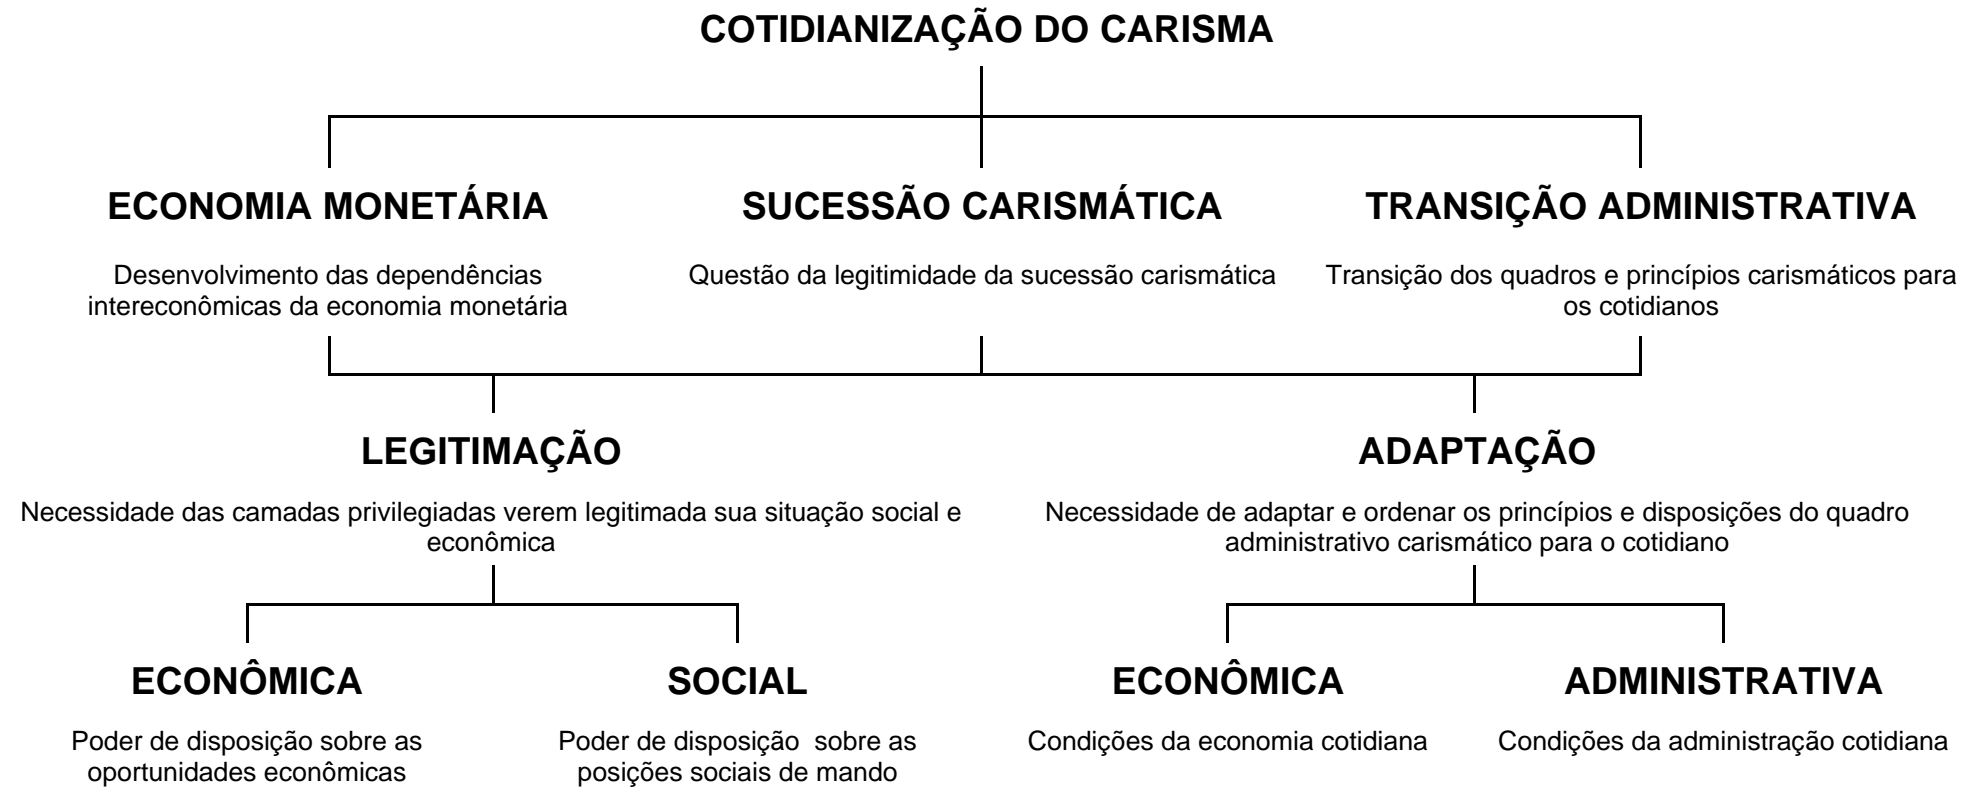 COTIDIANIZAÇÃO DO CARISMA
ECONOMIA MONETÁRIA
Desenvolvimento das dependências
intereconômicas da economia monetária
SUCESSÃO CARISMÁTICA
Questão da legitimidade da sucessão carismática
TRANSIÇÃO ADMINISTRATIVA
Transição dos quadros e princípios carismáticos para
os cotidianos
LEGITIMAÇÃO
Necessidade das camadas privilegiadas verem legitimada sua situação social e
econômica
ADAPTAÇÃO
Necessidade de adaptar e ordenar os princípios e disposições do quadro
administrativo carismático para o cotidiano
ECONÔMICA
Poder de disposição sobre as
oportunidades econômicas
SOCIAL
Poder de disposição  sobre as
posições sociais de mando
ECONÔMICA
Condições da economia cotidiana
ADMINISTRATIVA
Condições da administração cotidiana